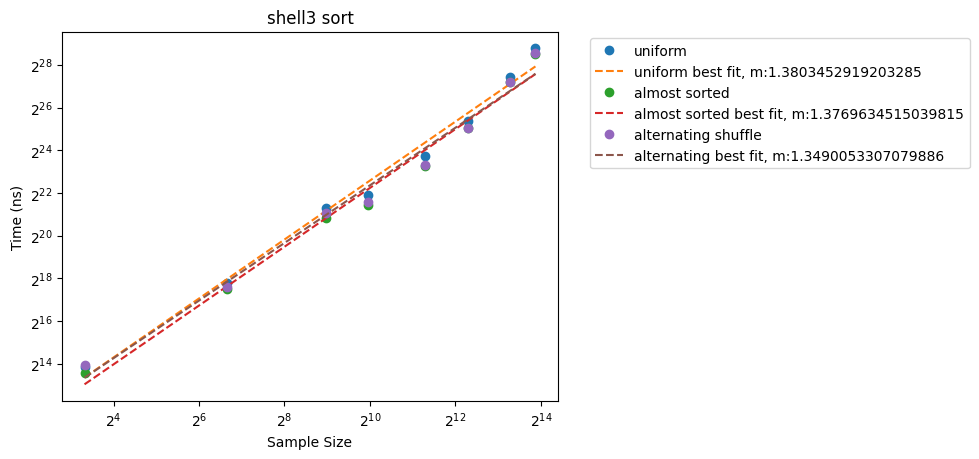 shell3 sort
2^28
2^26
2^24
2^22
2^20
2^18
2^16
2^14
Time (ns)
2^4
2^6
2^8
2^10
2^12
2^14
Sample Size
uniform
uniform best fit, m:1.3803452919203285
almost sorted
almost sorted best fit, m:1.3769634515039815
alternating shuffle
alternating best fit, m:1.3490053307079886